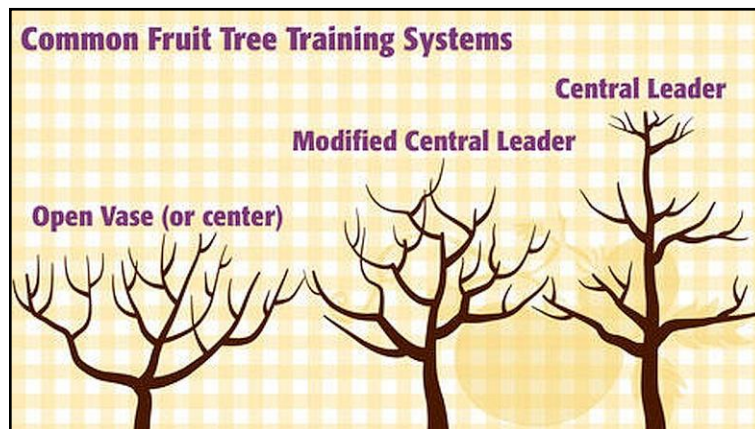 Common Fruit Tree Training Systems
Central Leader
Modified Central Leader
Open Vase (or center)